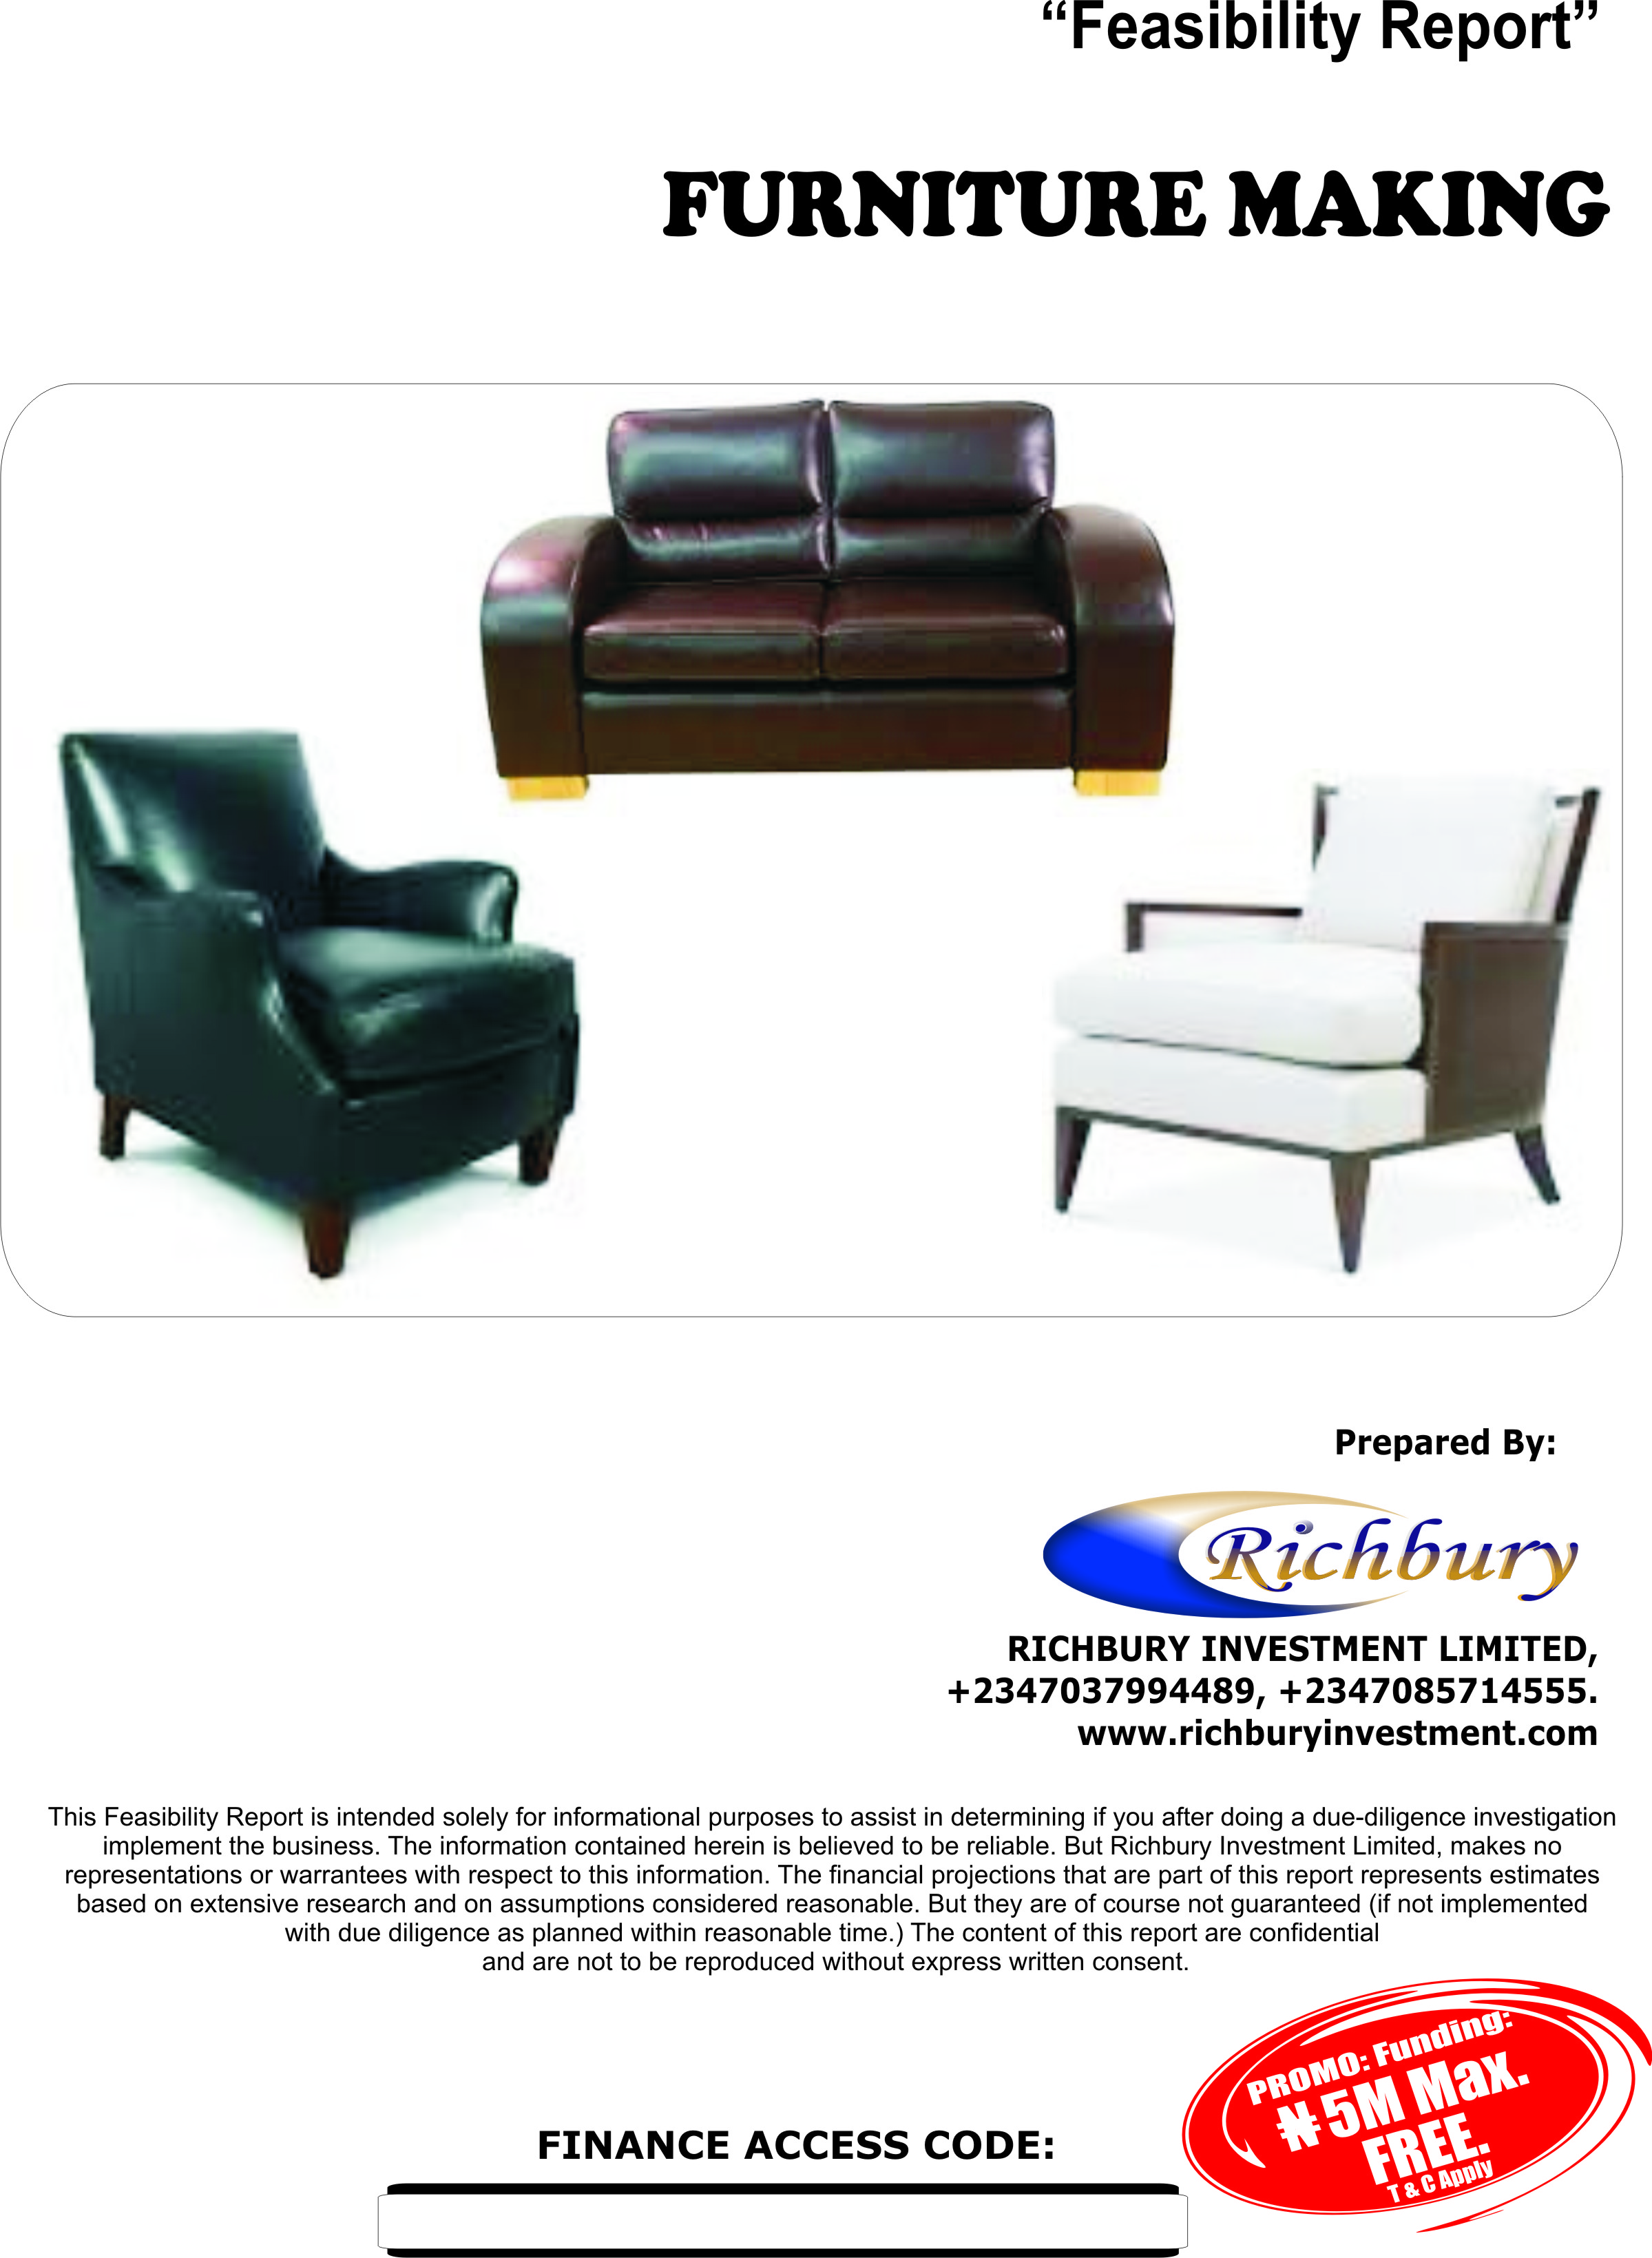 “Feasibility Report”
FURNITURE MAKING
Prepared By:
Richbury
RICHBURY INVESTMENT LIMITED,
+2347037994489, +2347085714555.
www.richburyinvestment.com
This Feasibility Report is intended solely for informational purposes to assist in determining if you after doing a due-diligence investigation
implement the business. The information contained herein is believed to be reliable. But Richbury Investment Limited, makes no
representations or warrantees with respect to this information. The financial projections that are part of this report represents estimates
based on extensive research and on assumptions considered reasonable. But they are of course not guaranteed (if not implemented
with due diligence as planned within reasonable time.) The content of this report are confidential
and are not to be reproduced without express written consent.
PROMO: Funding:
₦ 5M Max.
FREE.
T & C Apply
FINANCE ACCESS CODE: